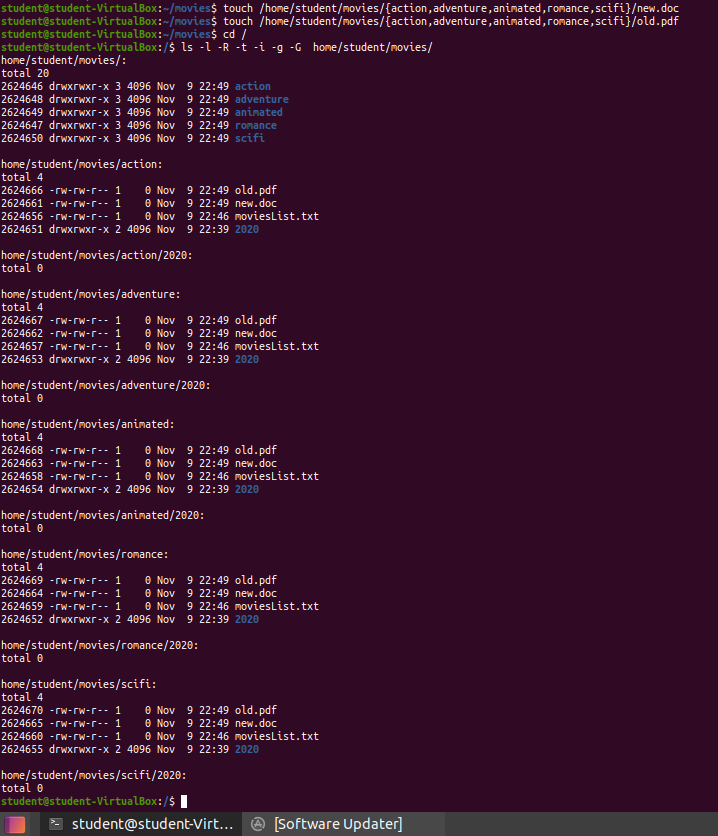 student@student-VirtualBox:~/movies$ touch /home/student/movies/{action,adventure,animated,romance,scifi}/new.doc
student@student-VirtualBox:~/movies$ touch /home/student/movies/{action,adventure,animated,romance,scifi}/old.pdf
student@student-VirtualBox:~/movies$ cd /
student@student-VirtualBox:/$ ls -l -R -t -i -g -G  home/student/movies/
home/student/movies/:
total 20
2624646 drwxrwxr-x 3 4096 Nov  9 22:49 action
2624648 drwxrwxr-x 3 4096 Nov  9 22:49 adventure
2624649 drwxrwxr-x 3 4096 Nov  9 22:49 animated
2624647 drwxrwxr-x 3 4096 Nov  9 22:49 romance
2624650 drwxrwxr-x 3 4096 Nov  9 22:49 scifi

home/student/movies/action:
total 4
2624666 -rw-rw-r-- 1    0 Nov  9 22:49 old.pdf
2624661 -rw-rw-r-- 1    0 Nov  9 22:49 new.doc
2624656 -rw-rw-r-- 1    0 Nov  9 22:46 moviesList.txt
2624651 drwxrwxr-x 2 4096 Nov  9 22:39 2020

home/student/movies/action/2020:
total 0

home/student/movies/adventure:
total 4
2624667 -rw-rw-r-- 1    0 Nov  9 22:49 old.pdf
2624662 -rw-rw-r-- 1    0 Nov  9 22:49 new.doc
2624657 -rw-rw-r-- 1    0 Nov  9 22:46 moviesList.txt
2624653 drwxrwxr-x 2 4096 Nov  9 22:39 2020

home/student/movies/adventure/2020:
total 0

home/student/movies/animated:
total 4
2624668 -rw-rw-r-- 1    0 Nov  9 22:49 old.pdf
2624663 -rw-rw-r-- 1    0 Nov  9 22:49 new.doc
2624658 -rw-rw-r-- 1    0 Nov  9 22:46 moviesList.txt
2624654 drwxrwxr-x 2 4096 Nov  9 22:39 2020

home/student/movies/animated/2020:
total 0

home/student/movies/romance:
total 4
2624669 -rw-rw-r-- 1    0 Nov  9 22:49 old.pdf
2624664 -rw-rw-r-- 1    0 Nov  9 22:49 new.doc
2624659 -rw-rw-r-- 1    0 Nov  9 22:46 moviesList.txt
2624652 drwxrwxr-x 2 4096 Nov  9 22:39 2020

home/student/movies/romance/2020:
total 0

home/student/movies/scifi:
total 4
2624670 -rw-rw-r-- 1    0 Nov  9 22:49 old.pdf
2624665 -rw-rw-r-- 1    0 Nov  9 22:49 new.doc
2624660 -rw-rw-r-- 1    0 Nov  9 22:46 moviesList.txt
2624655 drwxrwxr-x 2 4096 Nov  9 22:39 2020

home/student/movies/scifi/2020:
total 0
student@student-VirtualBox:/$
student@student-Virt... [Software Updater]